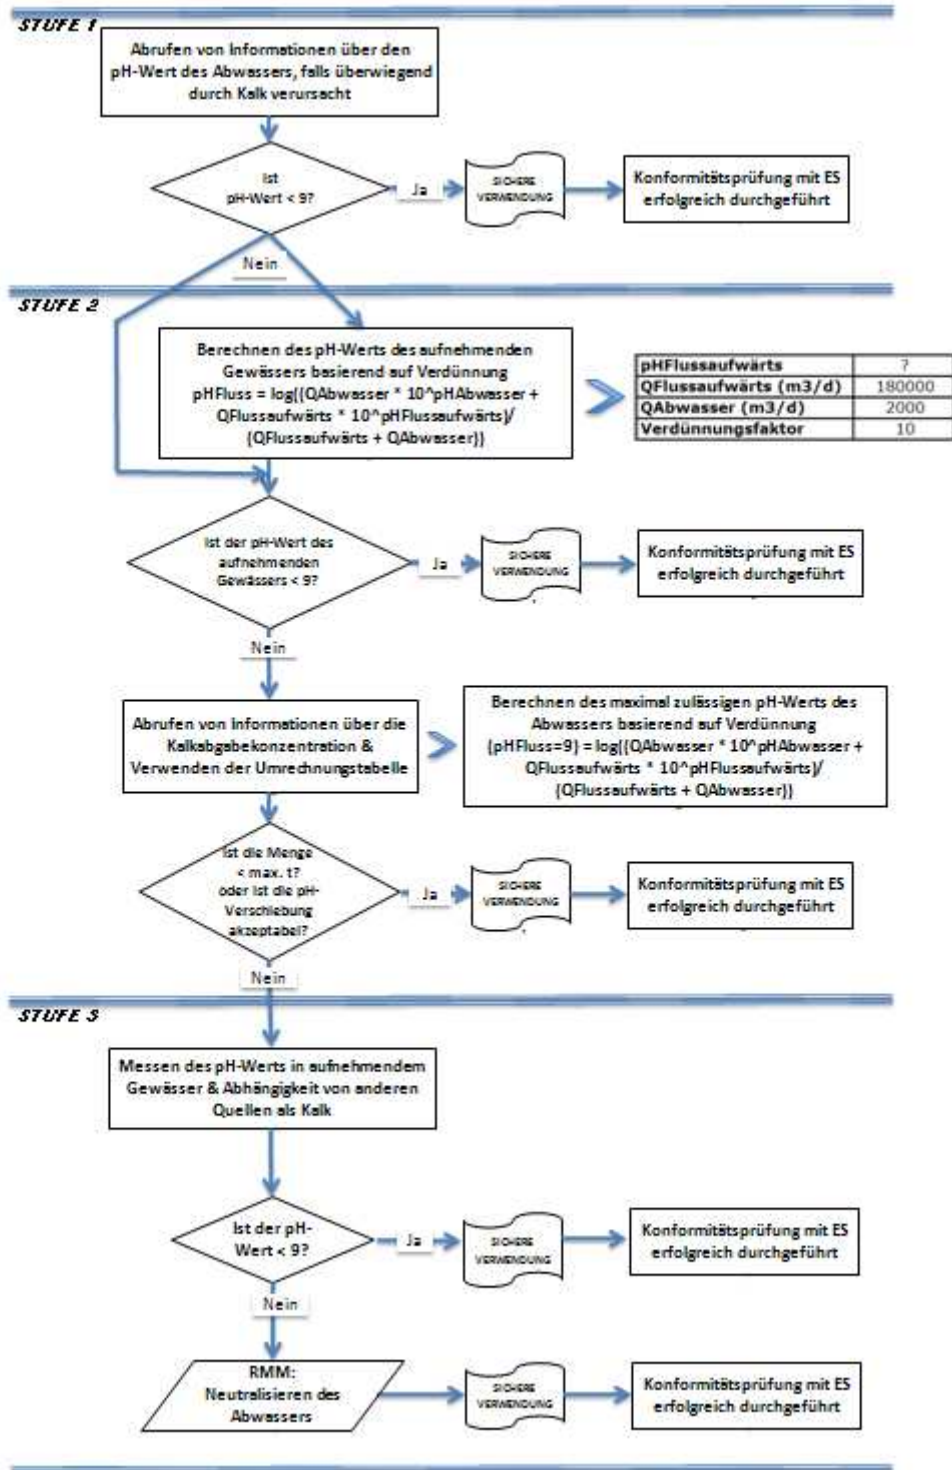 STUFE 1
Abrufen von Informationen über den
pH-Wert des Abwassers, falls überwiegend
durch Kalk verursacht
Ist
pH-Wert < 9?
Ja
SICHERE
VERWENDUNG
Konformitätsprüfung mit ES
erfolgreich durchgeführt
Nein
STUFE 2
Berechnen des pH-Werts des aufnehmenden
Gewässers basierend auf Verdünnung
pHFluss = log((QAbwasser * 10^pHAbwasser +
QFlussaufwärts * 10^pHFlussaufwärts)/
(QFlussaufwärts + QAbwasser))
pHFlussaufwärts ?
QFlussaufwärts (m3/d) 180000
QAbwasser (m3/d) 2000
Verdünnungsfaktor 10
Ist der pH-Wert des
aufnehmenden
Gewässers < 9?
Ja
SICHERE
VERWENDUNG
Konformitätsprüfung mit ES
erfolgreich durchgeführt
Nein
Abrufen von Informationen über die
Kalkabgabekonzentration &
Verwenden der Umrechnungstabelle
Berechnen des maximal zulässigen pH-Werts des
Abwassers basierend auf Verdünnung
(pHFluss=9) = log((QAbwasser * 10^pHAbwasser +
QFlussaufwärts * 10^pHFlussaufwärts)/
(QFlussaufwärts + QAbwasser))
Ist die Menge
< max. t?
oder ist die pH-
Verschiebung
akzeptabel?
Ja
SICHERE
VERWENDUNG
Konformitätsprüfung mit ES
erfolgreich durchgeführt
Nein
STUFE 3
Messen des pH-Werts in aufnehmendem
Gewässer & Abhängigkeit von anderen
Quellen als Kalk
Ist der pH-
Wert < 9?
Ja
SICHERE
VERWENDUNG
Konformitätsprüfung mit ES
erfolgreich durchgeführt
Nein
RMM:
Neutralisieren des
Abwassers
SICHERE
VERWENDUNG
Konformitätsprüfung mit ES
erfolgreich durchgeführt